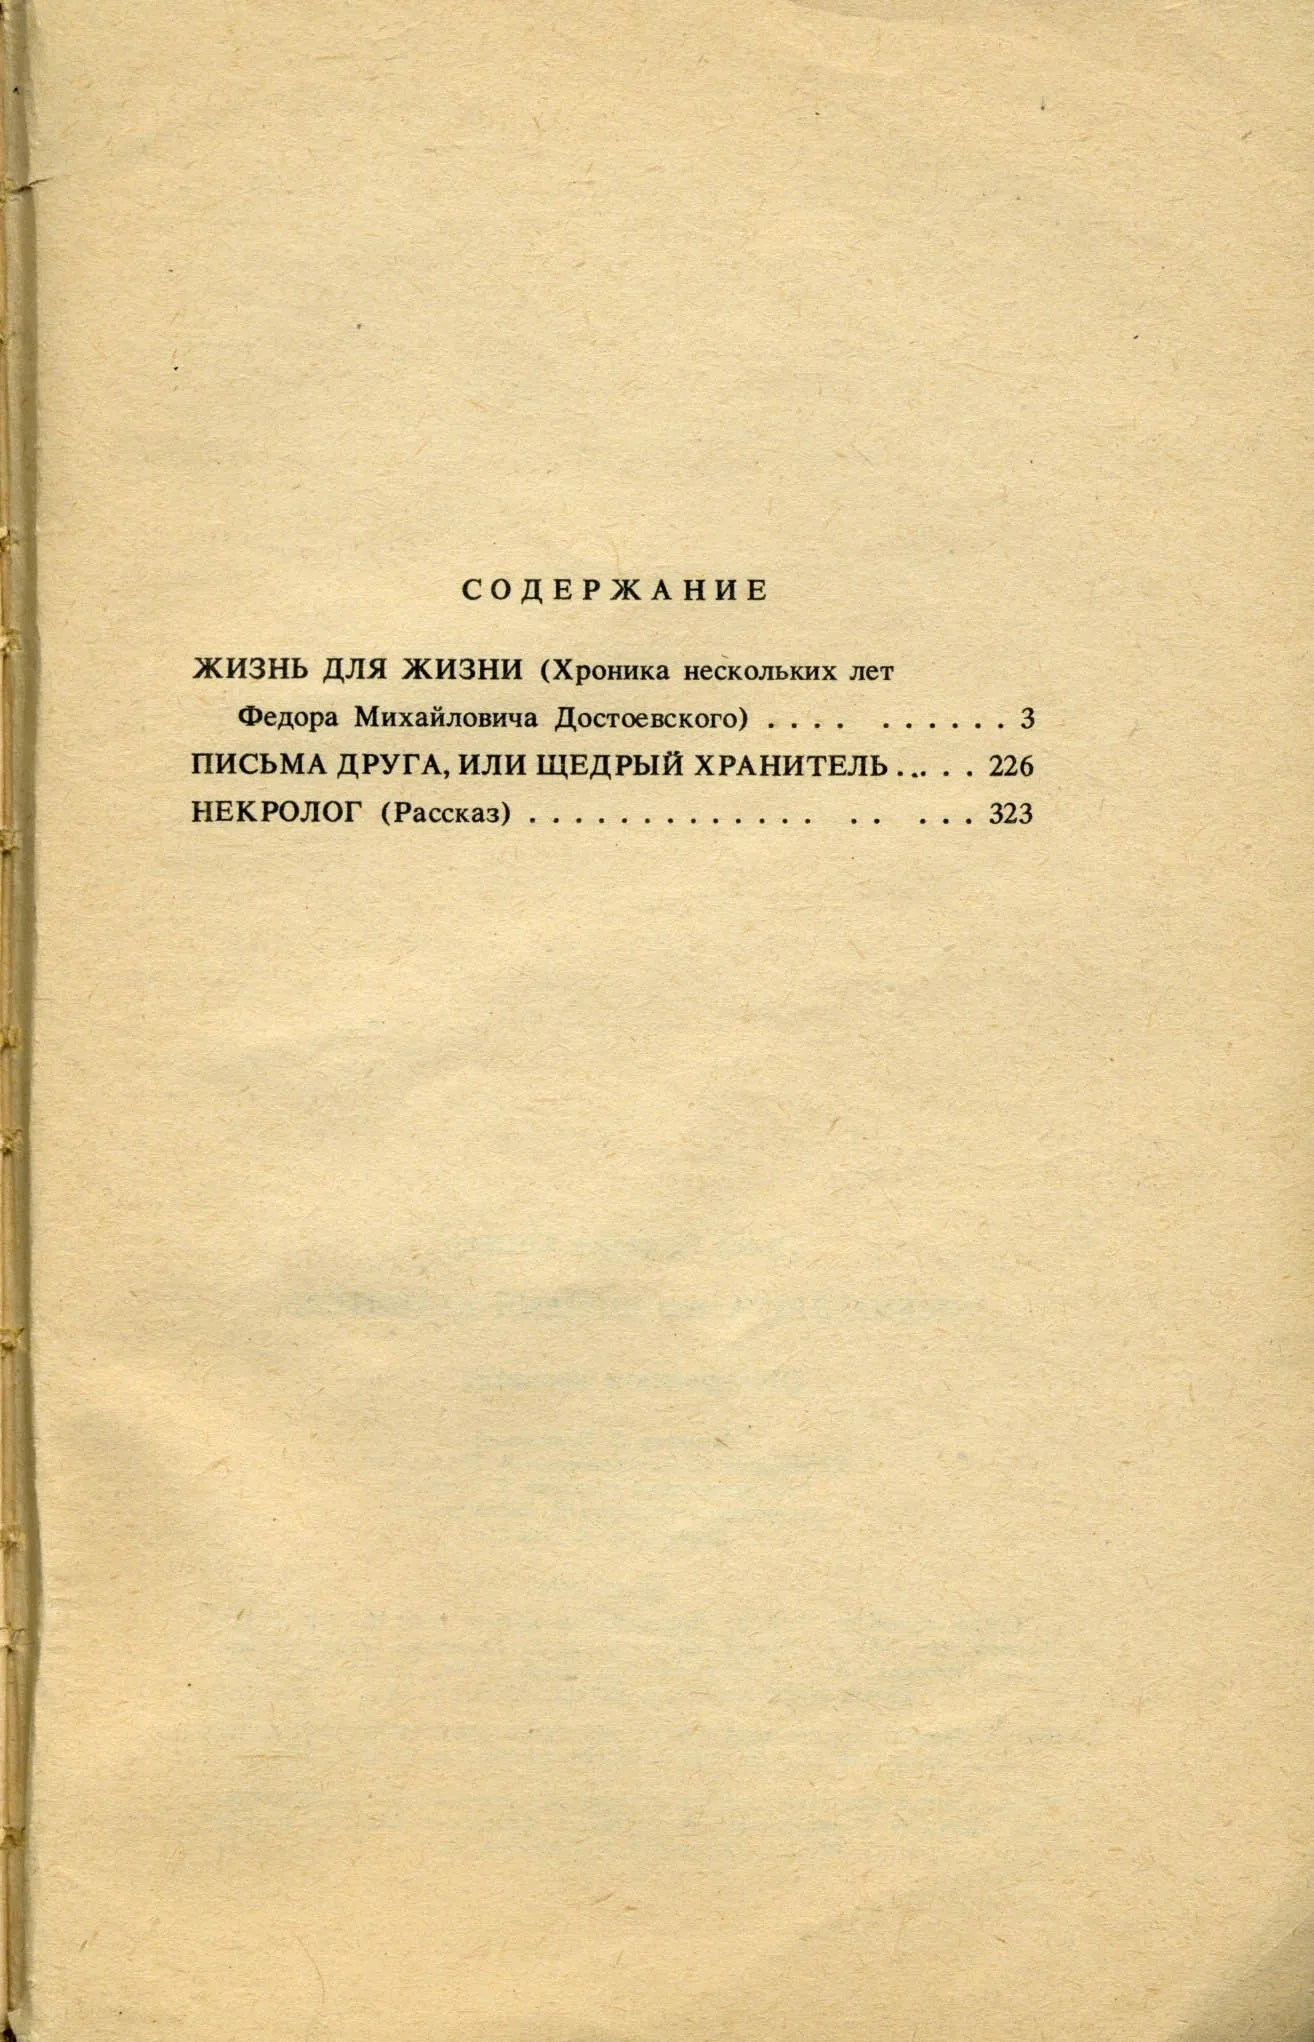 СОДЕРЖАНИЕ
ЖИЗНЬ ДЛЯ ЖИЗНИ (Хроника нескольких лет
Федора Михайловича Достоевского) . . . . . . . . . . . 3
ПИСЬМА ДРУГА, ИЛИ ЩЕДРЫЙ ХРАНИТЕЛЬ . . . . . 226
НЕКРОЛОГ (Рассказ) . . . . . . . . . . . . . . . . . . 323